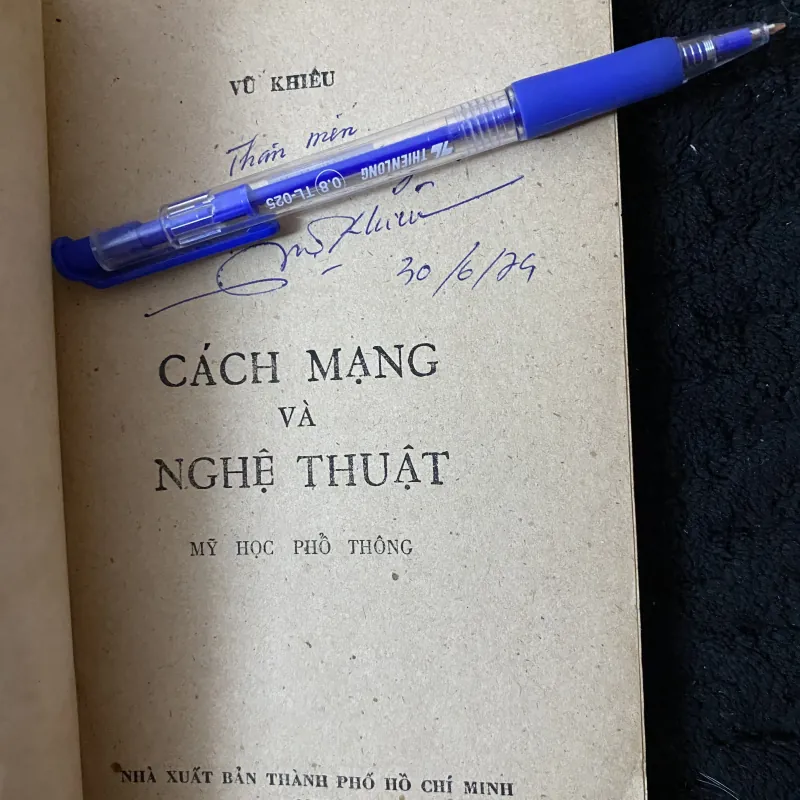 VŨ KHIÊU
Thân mến
THIENLONG
0.8 TL-025
Vũ Khiêu
30/6/79
CÁCH MẠNG
VÀ
NGHỆ THUẬT
MỸ HỌC PHỔ THÔNG
NHÀ XUẤT BẢN THÀNH PHỐ HỒ CHÍ MINH